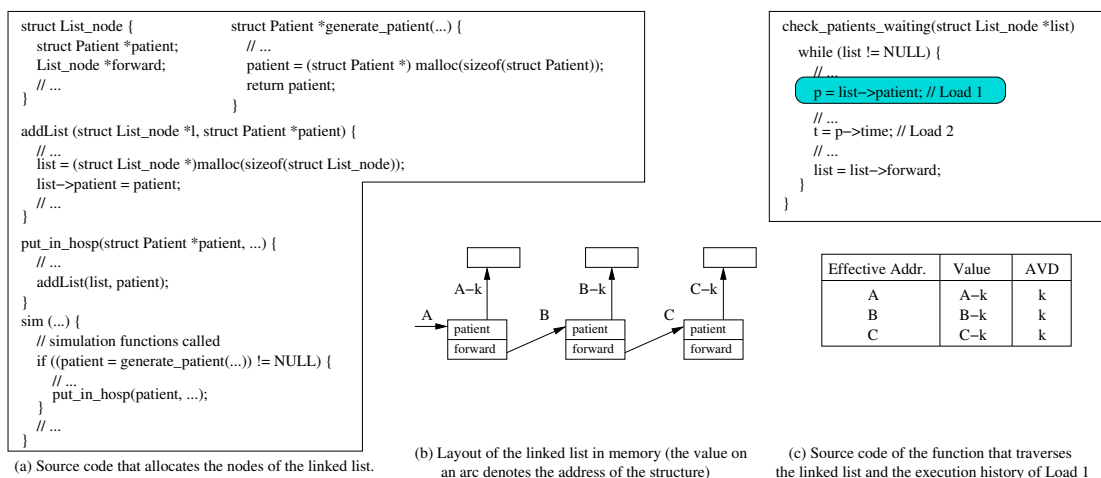 struct List_node {
struct Patient *patient;
List_node *forward;
// ...
}
struct Patient *generate_patient(...) {
// ...
patient = (struct Patient *) malloc(sizeof(struct Patient));
return patient;
}
addList (struct List_node *l, struct Patient *patient) {
// ...
list = (struct List_node *)malloc(sizeof(struct List_node));
list−>patient = patient;
// ...
}
put_in_hosp(struct Patient *patient, ...) {
// ...
addList(list, patient);
}
sim (...) {
// simulation functions called
if ((patient = generate_patient(...)) != NULL) {
// ...
put_in_hosp(patient, ...);
}
// ...
}
(a) Source code that allocates the nodes of the linked list.
A−k B−k C−k
A B C
patient patient patient
forward forward forward
(b) Layout of the linked list in memory (the value on
an arc denotes the address of the structure)
check_patients_waiting(struct List_node *list)
while (list != NULL) {
// ...
p = list−>patient; // Load 1
// ...
t = p−>time; // Load 2
// ...
list = list−>forward;
}
}
Effective Addr. Value AVD
A A−k k
B B−k k
C C−k k
(c) Source code of the function that traverses
the linked list and the execution history of Load 1